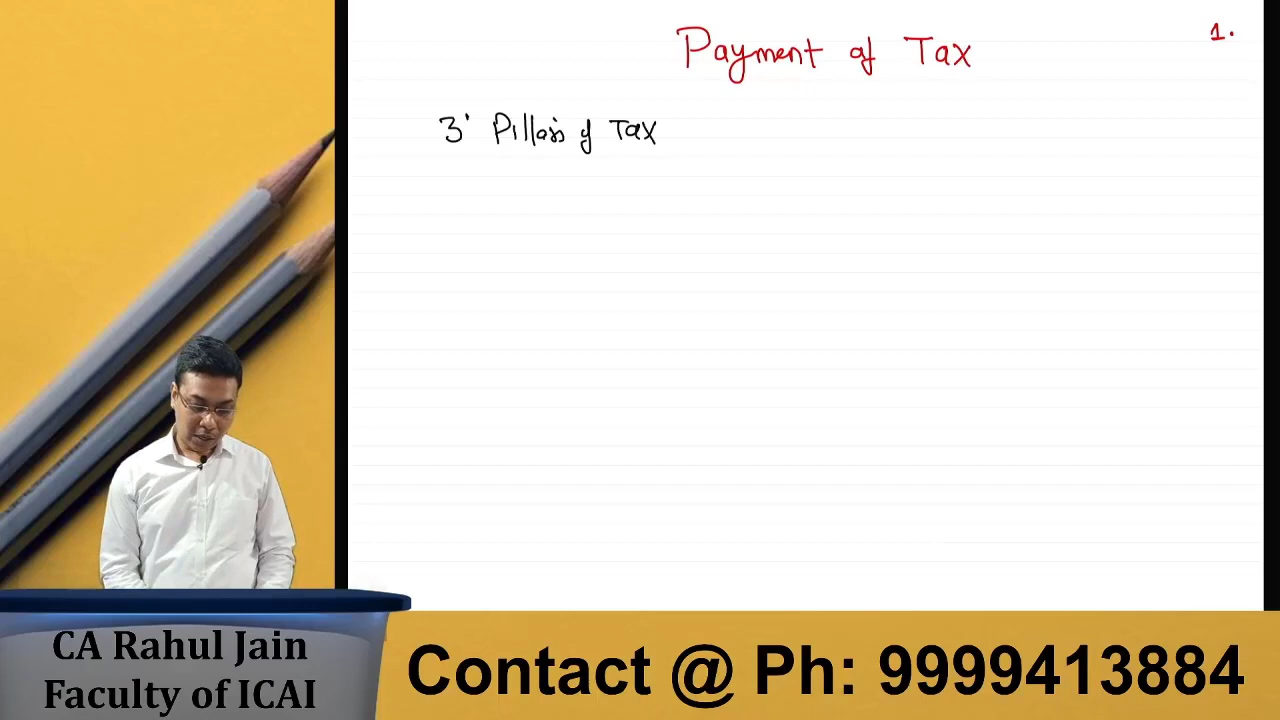 1.
Payment of Tax
3 Pillars of Tax
CA Rahul Jain
Faculty of ICAI
Contact @ Ph: 9999413884